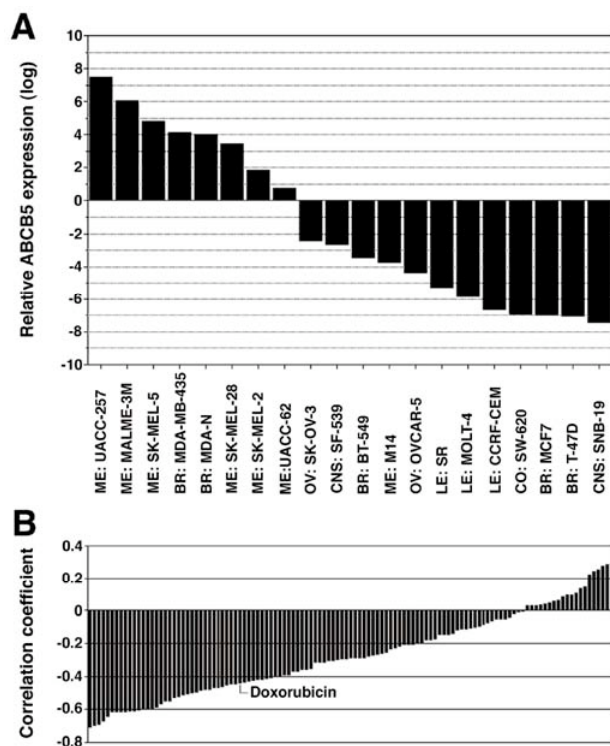 A
Relative ABCB5 expression (log)
10
8
6
4
2
0
-2
-4
-6
-8
-10
ME: UACC-257
ME: MALME-3M
ME: SK-MEL-5
BR: MDA-MB-435
BR: MDA-N
ME: SK-MEL-28
ME: SK-MEL-2
ME:UACC-62
OV: SK-OV-3
CNS: SF-539
BR: BT-549
ME: M14
OV: OVCAR-5
LE: SR
LE: MOLT-4
LE: CCRF-CEM
CO: SW-620
BR: MCF7
BR: T-47D
CNS: SNB-19
B
Correlation coefficient
0.4
0.2
0
-0.2
-0.4
-0.6
-0.8
Doxorubicin